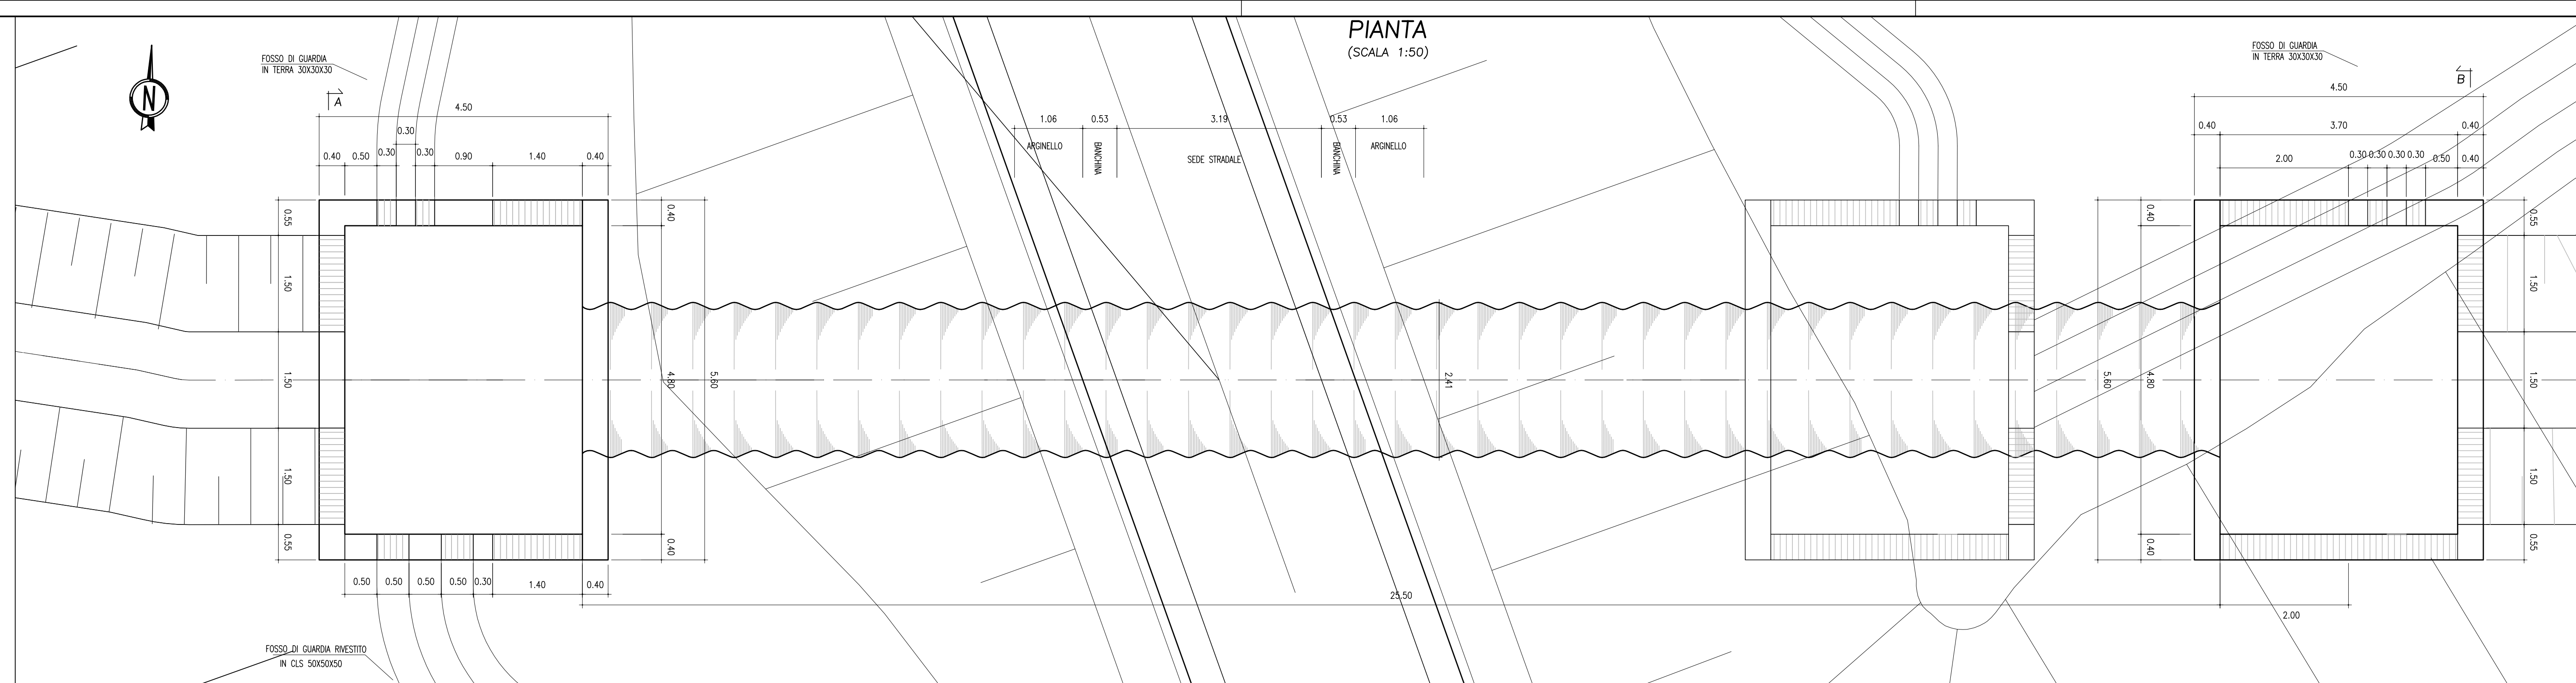 PIANTA
(SCALA 1:50)
FOSSO DI GUARDIA
IN TERRA 30X30X30
N
A
4.50
0.30
0.40 0.50 0.30 0.30 0.90 1.40 0.40
1.06 0.53 3.19 0.53 1.06
ARGINELLO
BANCHINA
SEDE STRADALE
BANCHINA
ARGINELLO
FOSSO DI GUARDIA
IN TERRA 30X30X30
B
4.50
0.40 3.70 0.40
2.00 0.30 0.30 0.30 0.30 0.50 0.40
0.55
1.50
1.50
1.50
0.55
0.40
4.80
0.40
5.60
2.41
5.60
0.40
4.80
0.40
0.55
1.50
1.50
1.50
0.55
0.50 0.50 0.50 0.50 0.30 1.40 0.40
25.50
2.00
FOSSO DI GUARDIA RIVESTITO
IN CLS 50X50X50